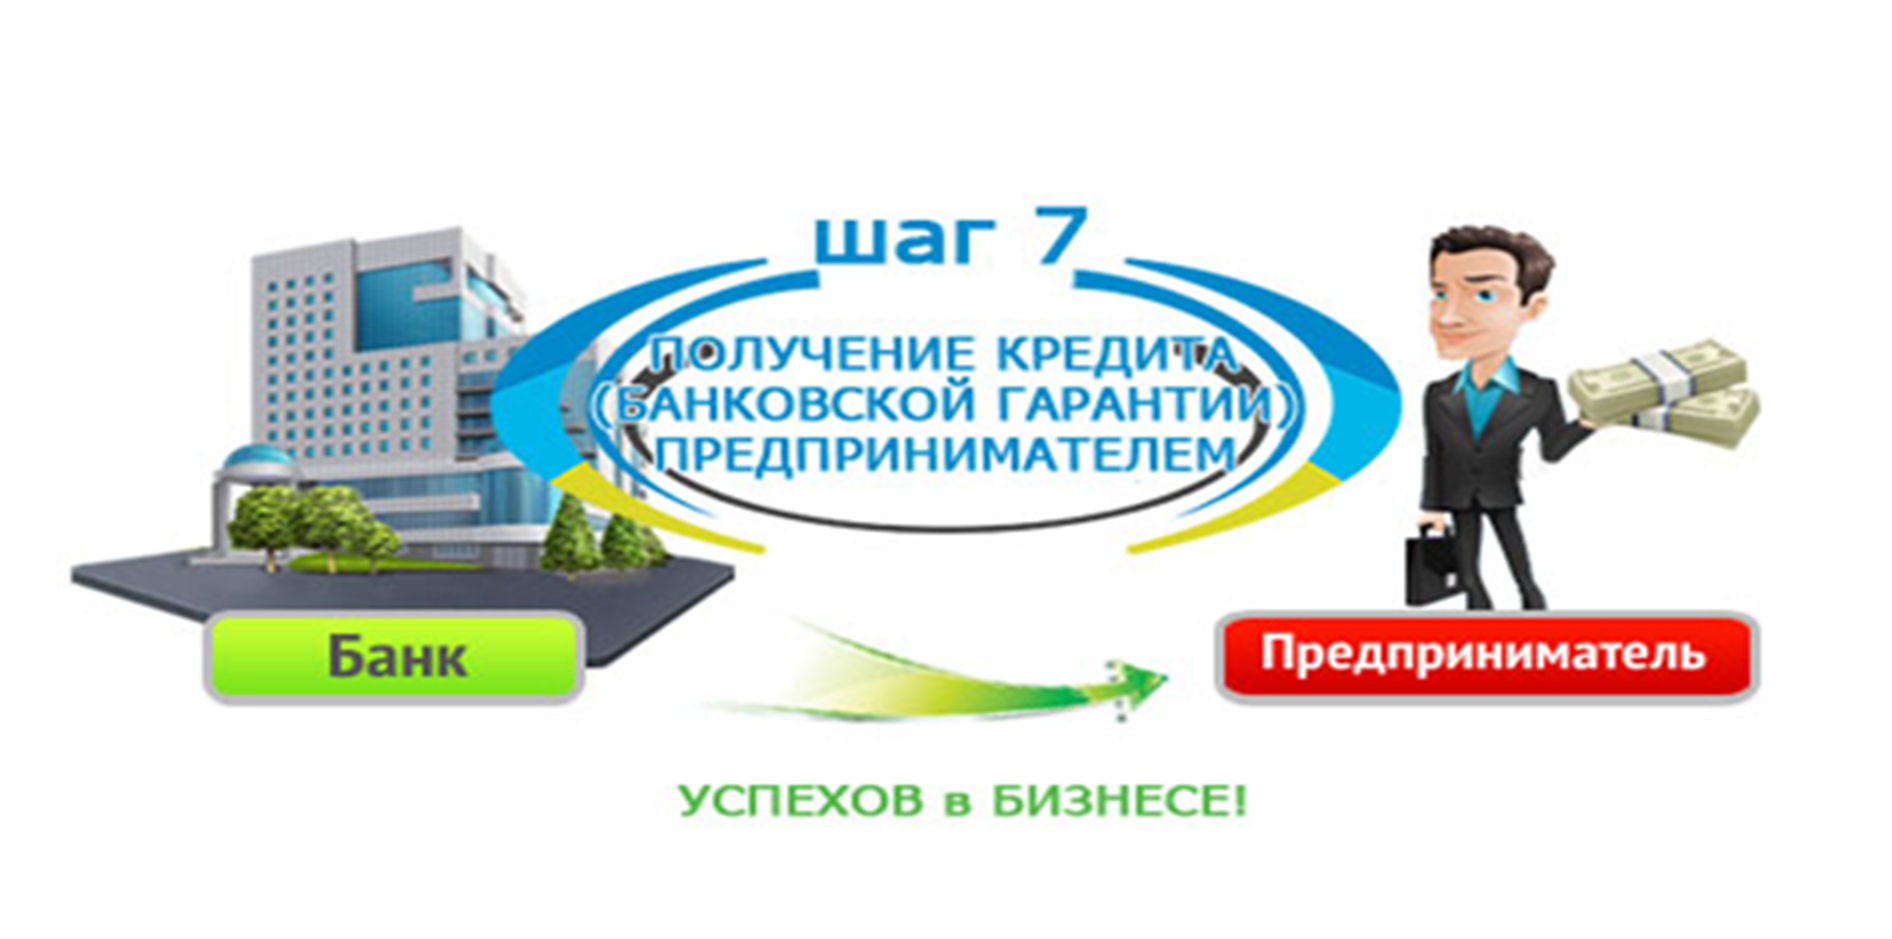 шаг 7
ПОЛУЧЕНИЕ КРЕДИТА
(БАНКОВСКОЙ ГАРАНТИИ)
ПРЕДПРИНИМАТЕЛЕМ
Банк
Предприниматель
УСПЕХОВ в БИЗНЕСЕ!